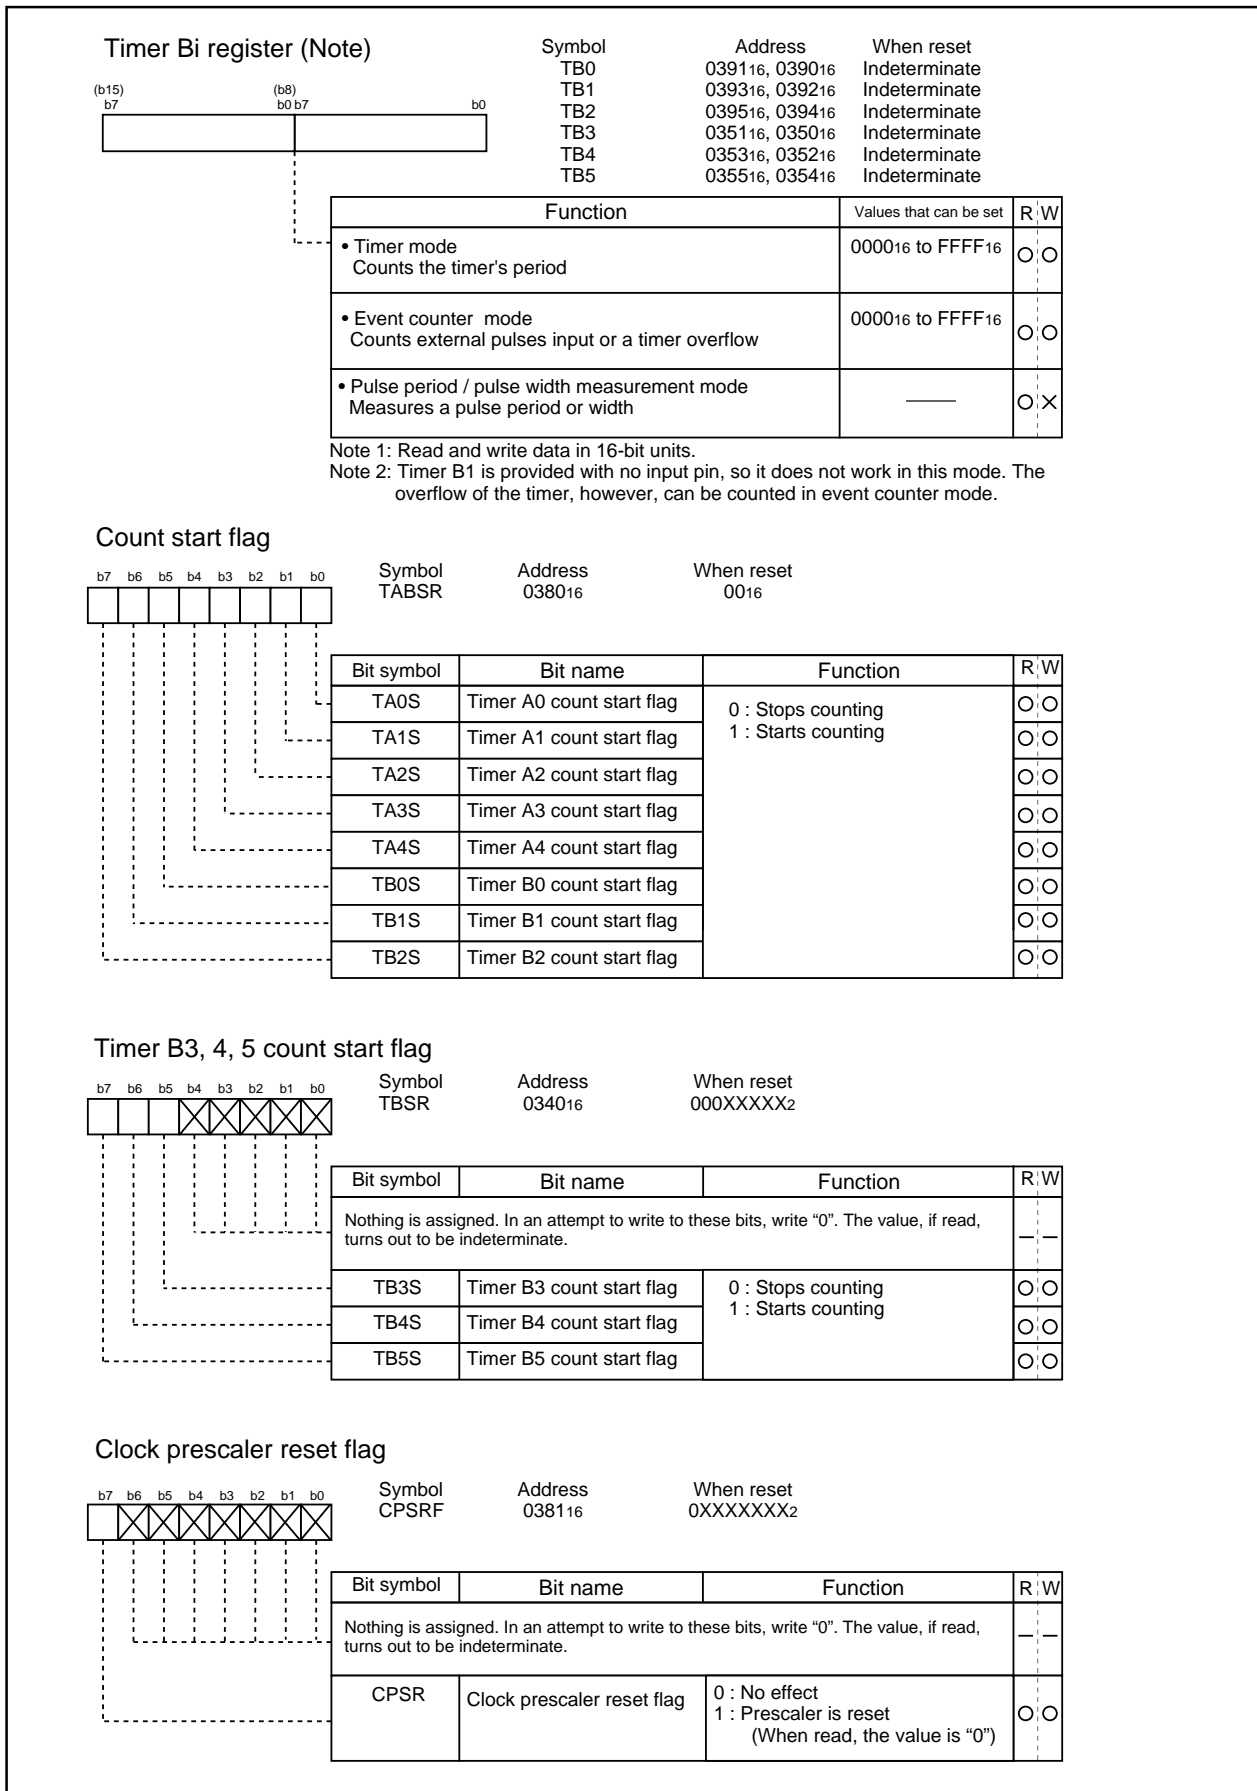 Timer Bi register (Note)
Symbol Address When reset
TB0 039116, 039016 Indeterminate
TB1 039316, 039216 Indeterminate
TB2 039516, 039416 Indeterminate
TB3 035116, 035016 Indeterminate
TB4 035316, 035216 Indeterminate
TB5 035516, 035416 Indeterminate
(b15) (b8)
b7 b0 b7 b0
Function Values that can be set R W
• Timer mode 000016 to FFFF16
Counts the timer's period
• Event counter mode 000016 to FFFF16
Counts external pulses input or a timer overflow
• Pulse period / pulse width measurement mode
Measures a pulse period or width
Note 1: Read and write data in 16-bit units.
Note 2: Timer B1 is provided with no input pin, so it does not work in this mode. The
overflow of the timer, however, can be counted in event counter mode.
Count start flag
b7 b6 b5 b4 b3 b2 b1 b0
Symbol Address When reset
TABSR 038016 0016
Bit symbol Bit name Function R W
TA0S Timer A0 count start flag 0 : Stops counting
1 : Starts counting
TA1S Timer A1 count start flag
TA2S Timer A2 count start flag
TA3S Timer A3 count start flag
TA4S Timer A4 count start flag
TB0S Timer B0 count start flag
TB1S Timer B1 count start flag
TB2S Timer B2 count start flag
Timer B3, 4, 5 count start flag
b7 b6 b5 b4 b3 b2 b1 b0
Symbol Address When reset
TBSR 034016 000XXXXX2
Bit symbol Bit name Function R W
Nothing is assigned. In an attempt to write to these bits, write “0”. The value, if read,
turns out to be indeterminate.
TB3S Timer B3 count start flag 0 : Stops counting
1 : Starts counting
TB4S Timer B4 count start flag
TB5S Timer B5 count start flag
Clock prescaler reset flag
b7 b6 b5 b4 b3 b2 b1 b0
Symbol Address When reset
CPSRF 038116 0XXXXXXX2
Bit symbol Bit name Function R W
Nothing is assigned. In an attempt to write to these bits, write “0”. The value, if read,
turns out to be indeterminate.
CPSR Clock prescaler reset flag 0 : No effect
1 : Prescaler is reset
(When read, the value is “0”)